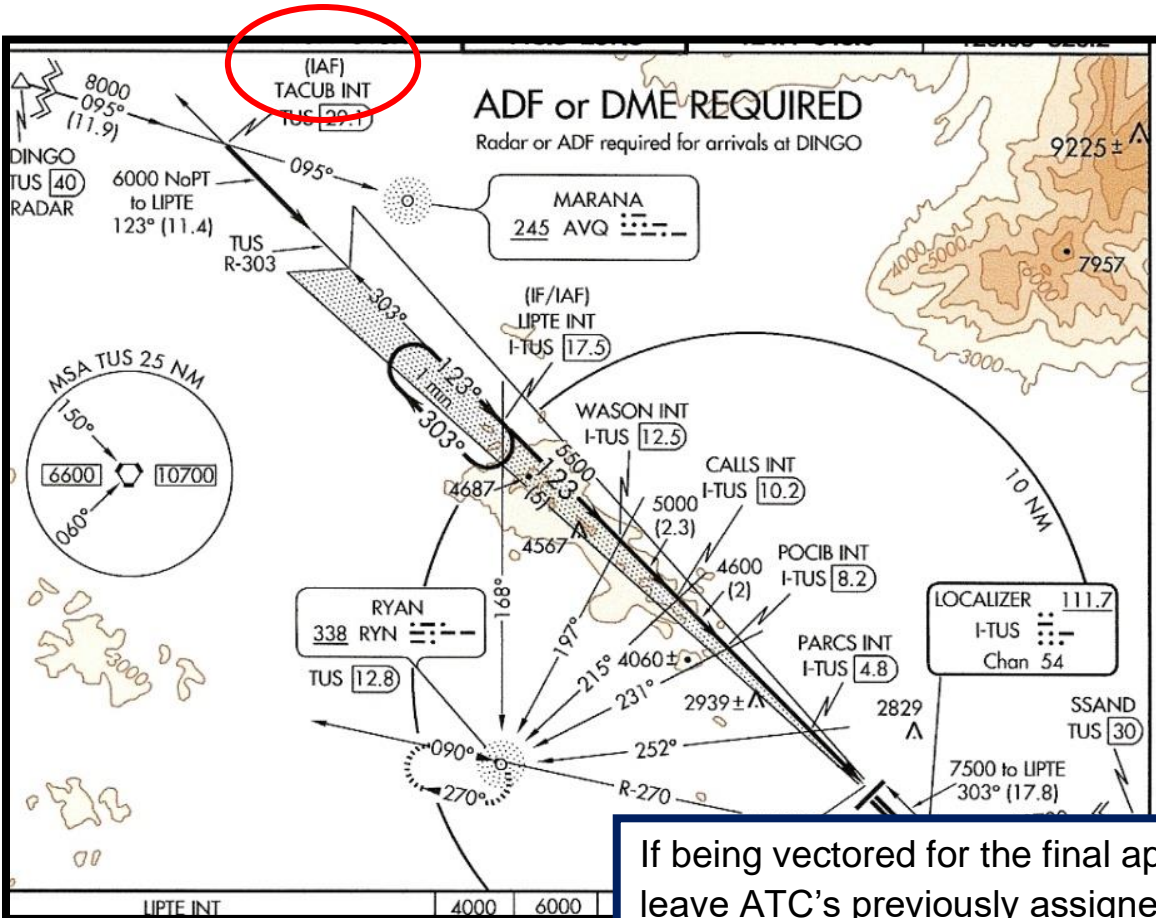 (IAF)
TACUB INT
TUS 29.1
8000
095°
(11.9)
DINGO
TUS 40
RADAR
6000 NoPT
to LIPTE
123° (11.4)
095°
ADF or DME REQUIRED
Radar or ADF required for arrivals at DINGO
9225±
MARANA
245 AVQ
7957
4000
5000
TUS
R-303
303°
(IF/IAF)
LIPTE INT
I-TUS 17.5
3000
MSA TUS 25 NM
150°
6600
10700
060°
123°
1 min
303°
WASON INT
I-TUS 12.5
5500
123
(5)
4687
4567
CALLS INT
I-TUS 10.2
5000
(2.3)
10 NM
4600
(2)
POCIB INT
I-TUS 8.2
LOCALIZER 111.7
I-TUS
Chan 54
RYAN
338 RYN
TUS 12.8
168°
197°
215°
231°
4060±
PARCS INT
I-TUS 4.8
2939±
2829
SSAND
TUS 30
3000
252°
090°
270°
R-270
7500 to LIPTE
303° (17.8)
If being vectored for the final ap
leave ATC's previously assigne
LIPTE INT
4000
6000